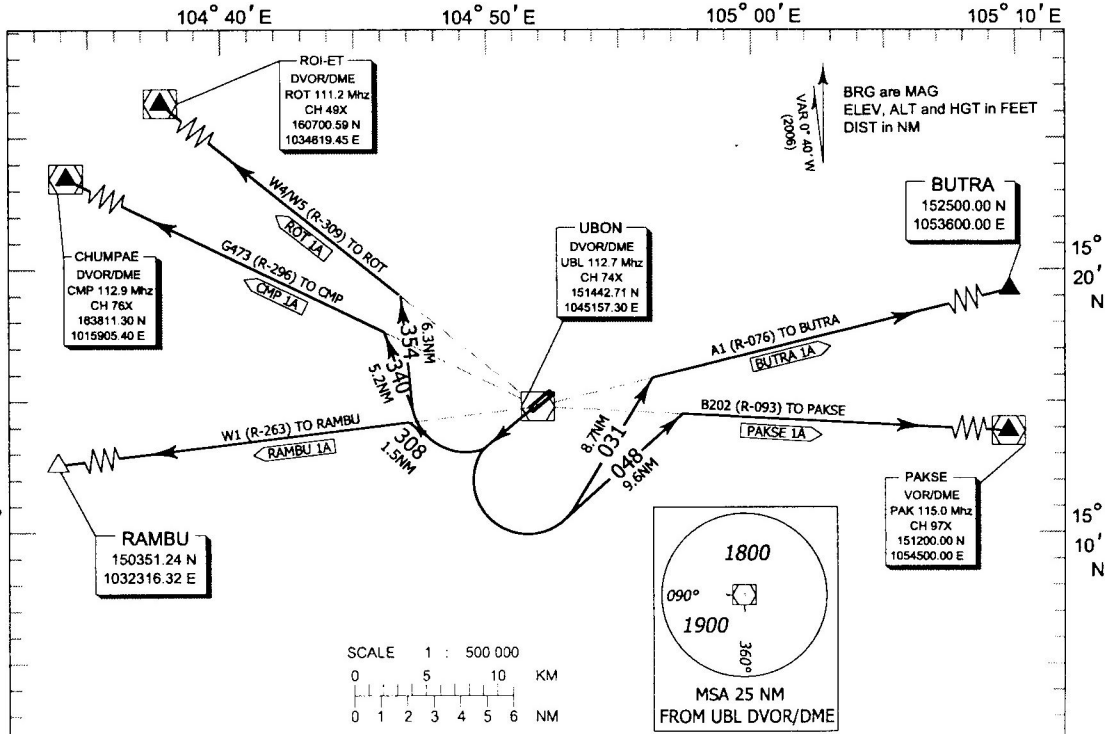 104° 40'
104° 50'
105° 00'
105° 10'
ROI-ET
DVOR/DME
ROT 111.2 Mhz
CH 49X
160700.59 N
1034619.45 E
VAR 0° 40' W
(2006)
BRG are MAG
ELEV, ALT and HGT in FEET
DIST in NM
BUTRA
152500.00 N
1053600.00 E
15°
20'
N
UBON
DVOR/DME
UBL 112.7 Mhz
CH 74X
151442.71 N
1045157.30 E
CHUMPAE
DVOR/DME
CMP 112.9 Mhz
CH 76X
163811.30 N
1015905.40 E
W4/W5 (R-309) TO ROT
ROT 1A
G473 (R-296) TO CMP
CMP 1A
354
6.3NM
340
5.2NM
A1 (R-076) TO BUTRA
BUTRA 1A
B202 (R-093) TO PAKSE
PAKSE 1A
W1 (R-263) TO RAMBU
RAMBU 1A
308
1.5NM
8.7NM
031
048
9.6NM
PAKSE
VOR/DME
PAK 115.0 Mhz
CH 97X
151200.00 N
1054500.00 E
15°
10'
N
RAMBU
150351.24 N
1032316.32 E
1800
090°
1900
360°
MSA 25 NM
FROM UBL DVOR/DME
SCALE 1 : 500 000
0 5 10 KM
0 1 2 3 4 5 6 NM